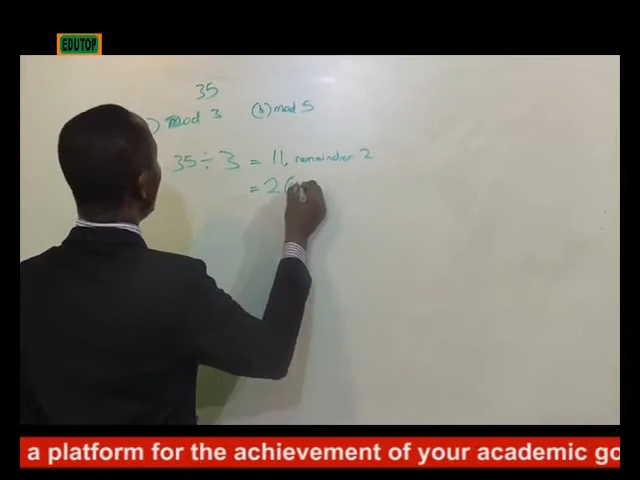 EDUTOP
35
) mod 3 (b) mod 5
35 ÷ 3 = 11, remainder 2
= 2(
a platform for the achievement of your academic go